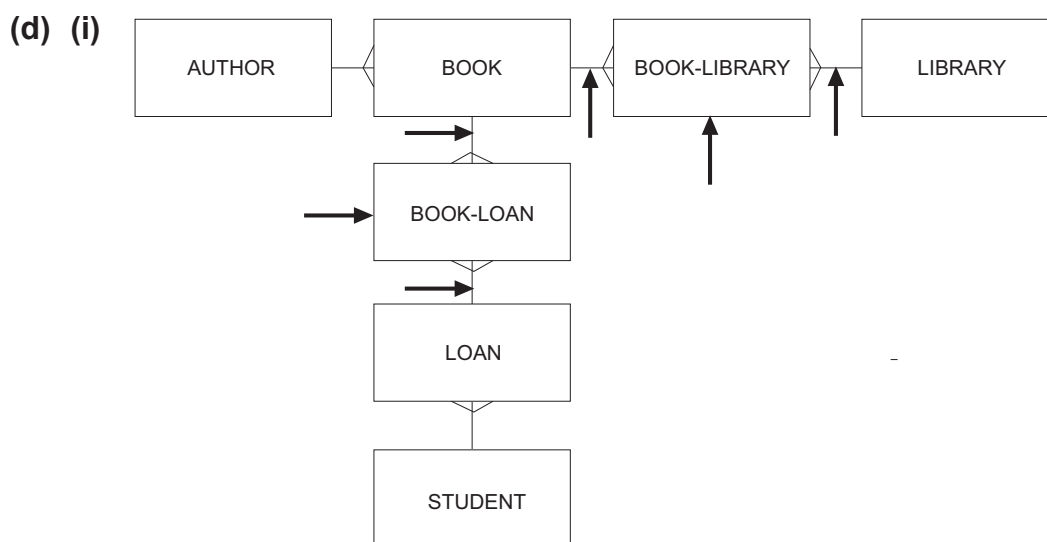 (d) (i)
AUTHOR BOOK BOOK-LIBRARY LIBRARY
BOOK-LOAN
LOAN
STUDENT